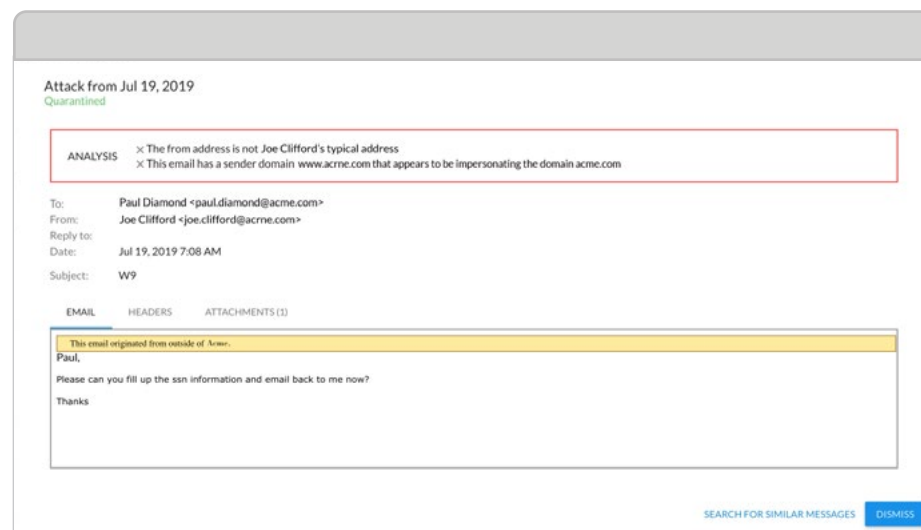 Attack from Jul 19, 2019
Quarantined
ANALYSIS
× The from address is not Joe Clifford's typical address
× This email has a sender domain www.acrne.com that appears to be impersonating the domain acme.com
To: Paul Diamond <paul.diamond@acme.com>
From: Joe Clifford <joe.clifford@acrne.com>
Reply to:
Date: Jul 19, 2019 7:08 AM
Subject: W9
EMAIL HEADERS ATTACHMENTS (1)
This email originated from outside of Acme.
Paul,
Please can you fill up the ssn information and email back to me now?
Thanks
SEARCH FOR SIMILAR MESSAGES DISMISS